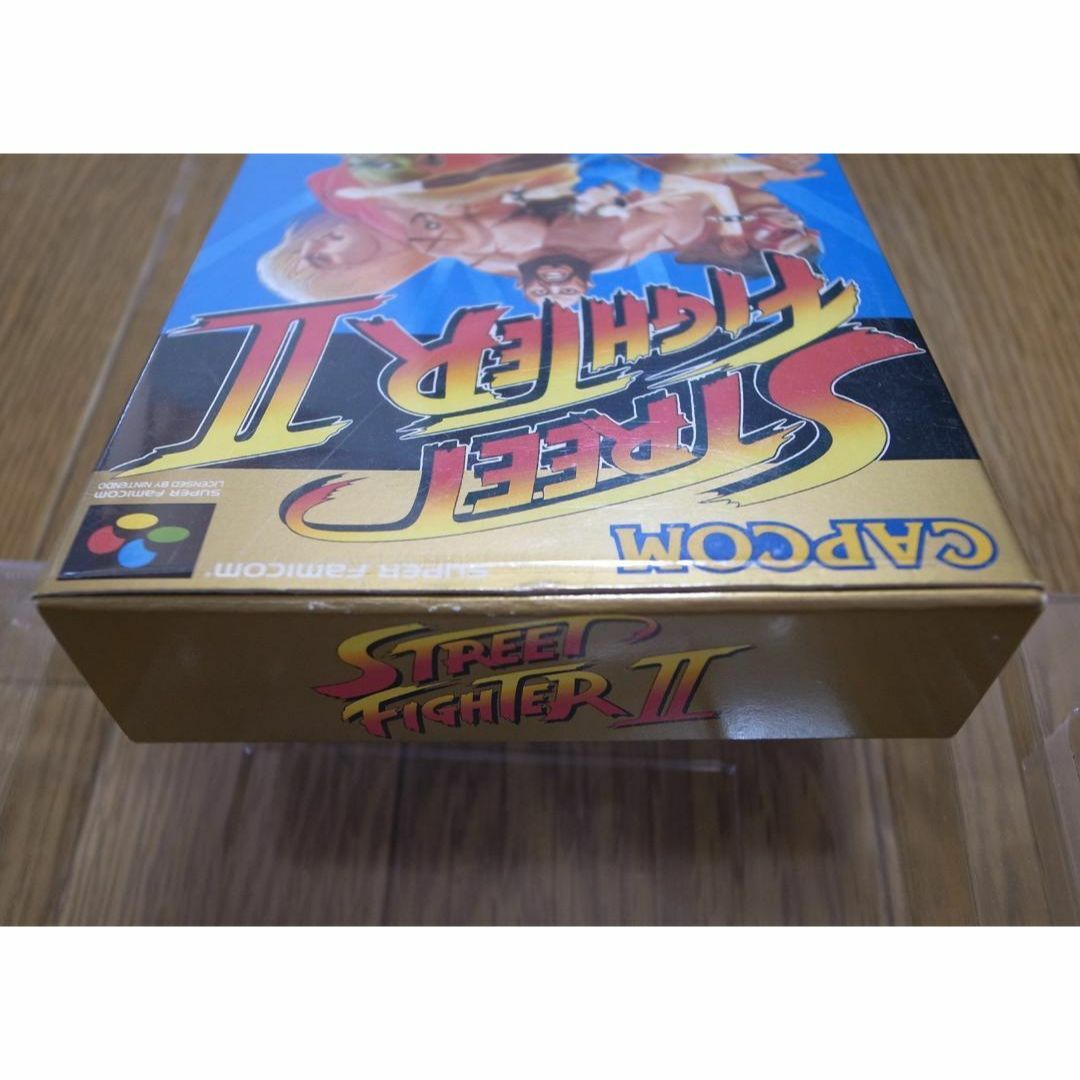 CAPCOM
SUPER FAMICOM
STREET
FIGHTER II
SUPER FAMICOM
LICENSED BY NINTENDO
STREET
FIGHTER II